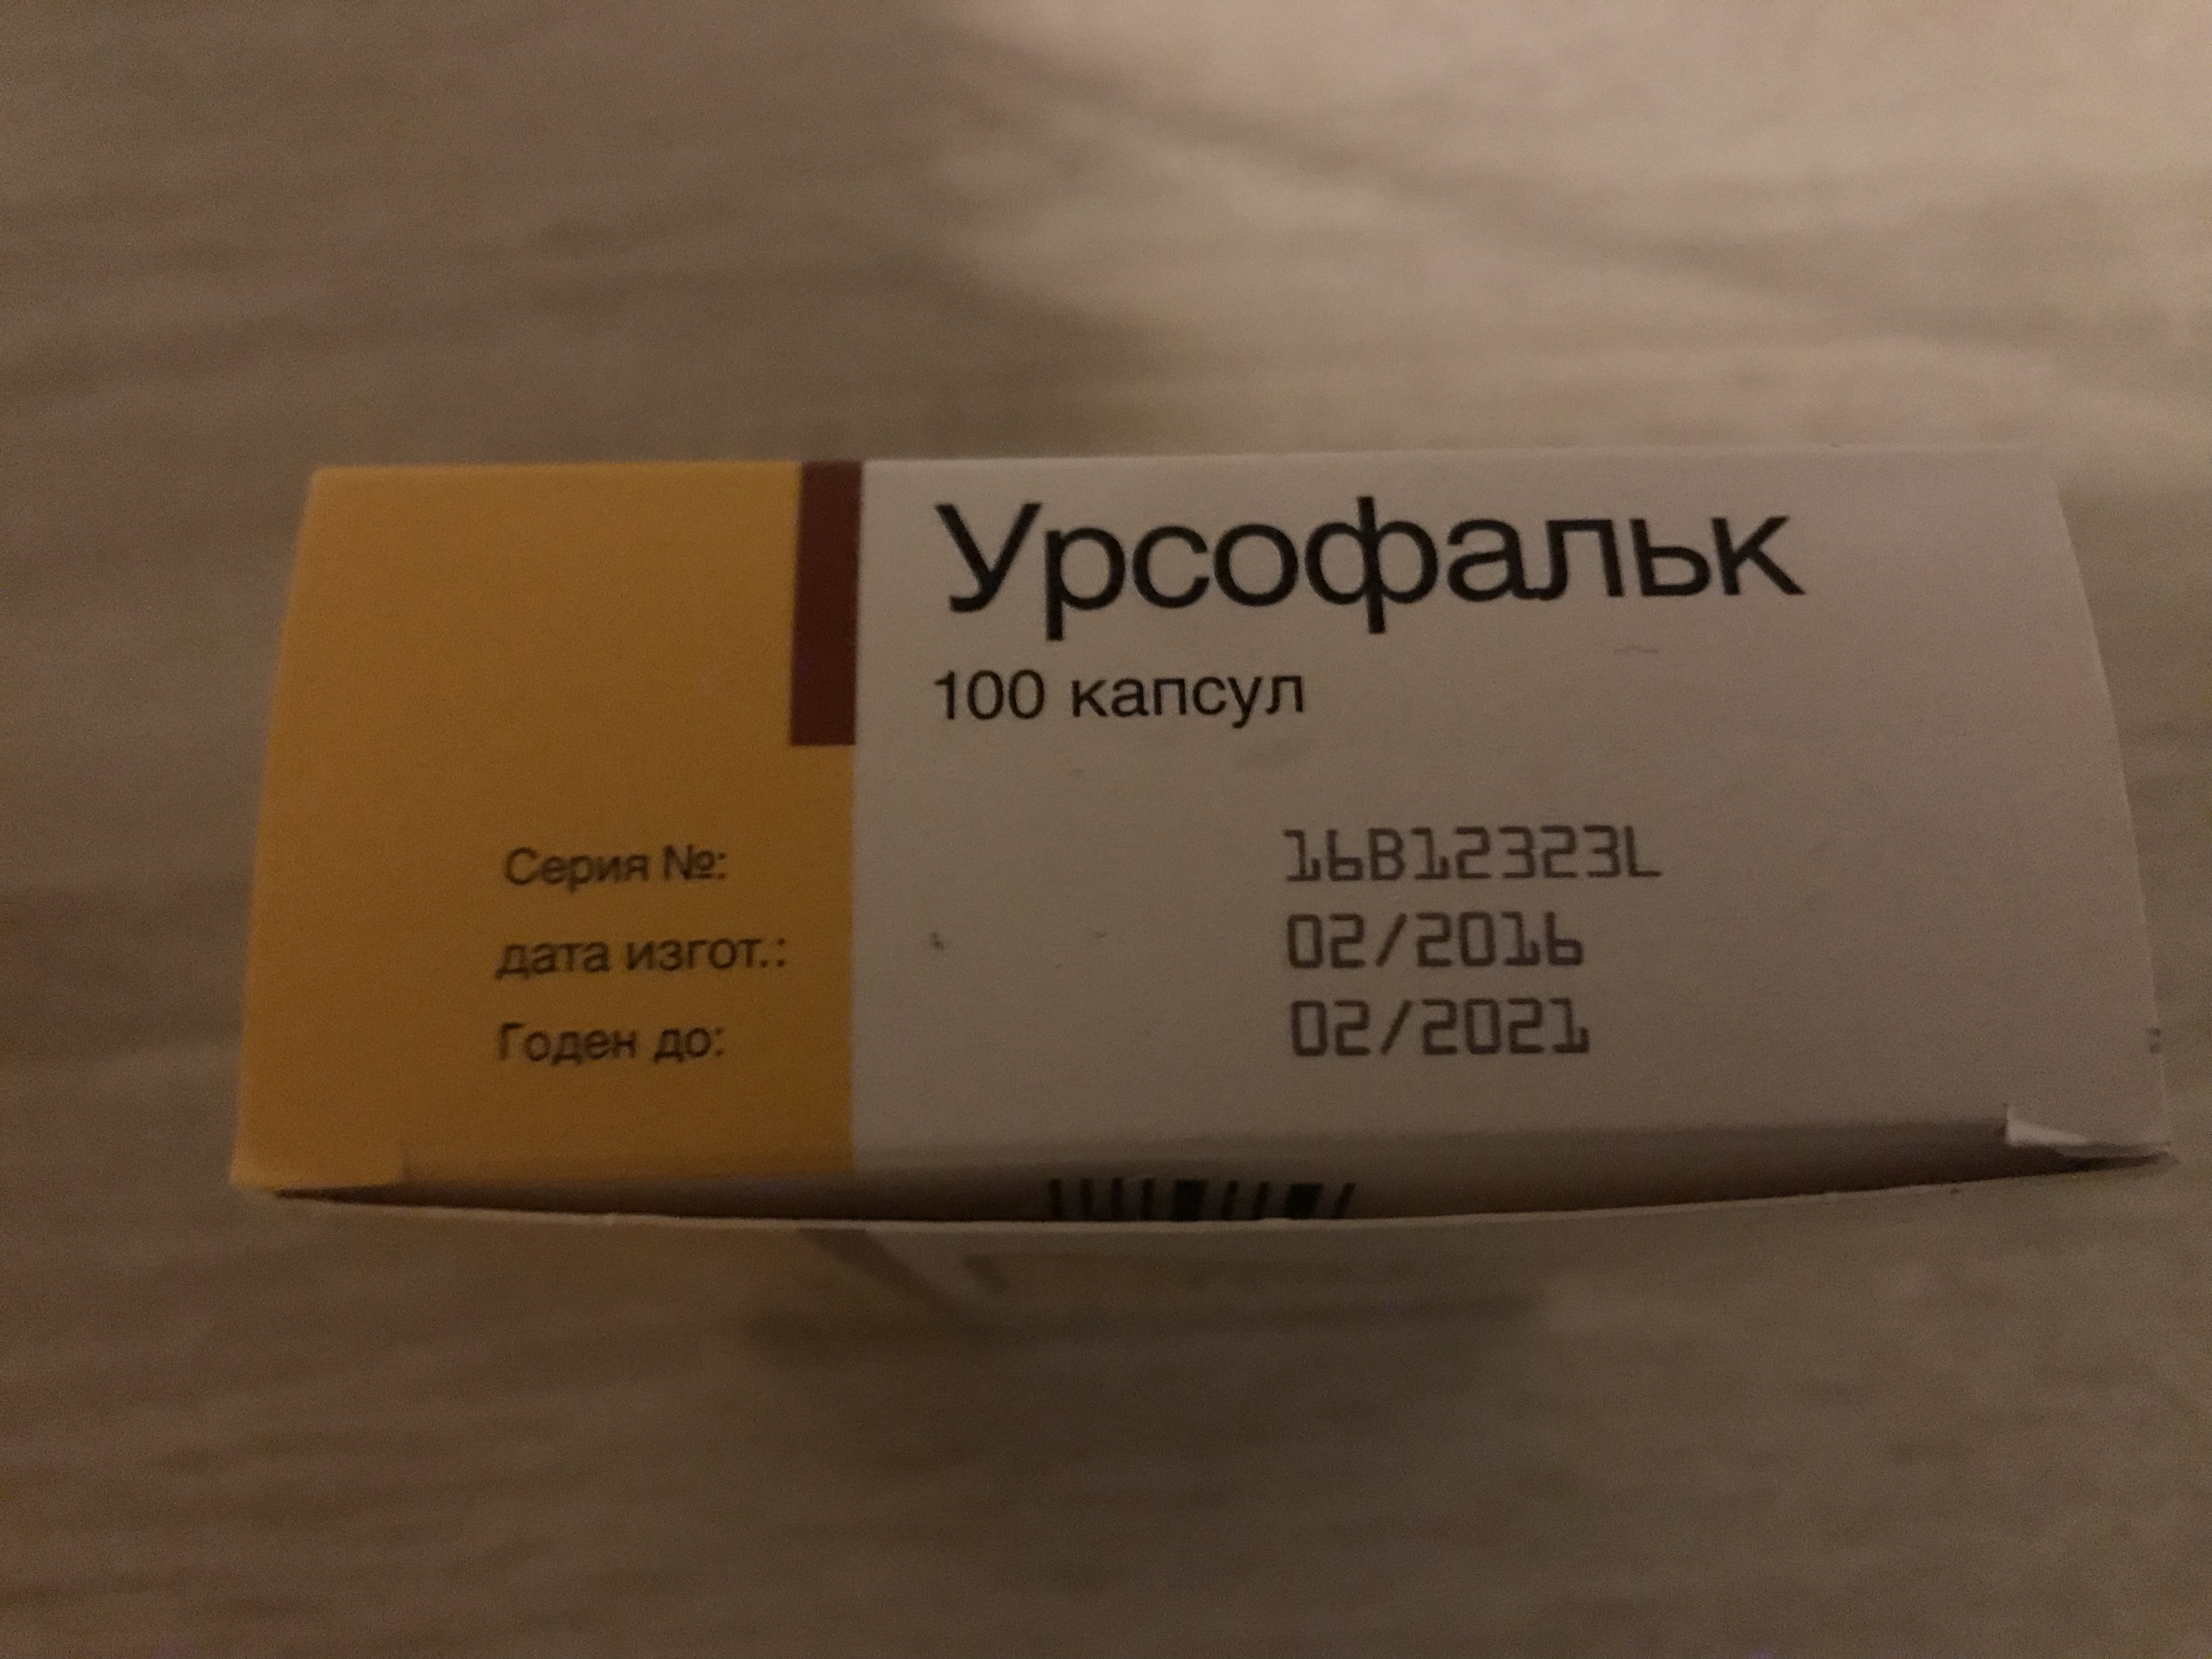 Урсофальк
100 капсул
Серия №: 16B12323L
дата изгот.: 02/2016
Годен до: 02/2021